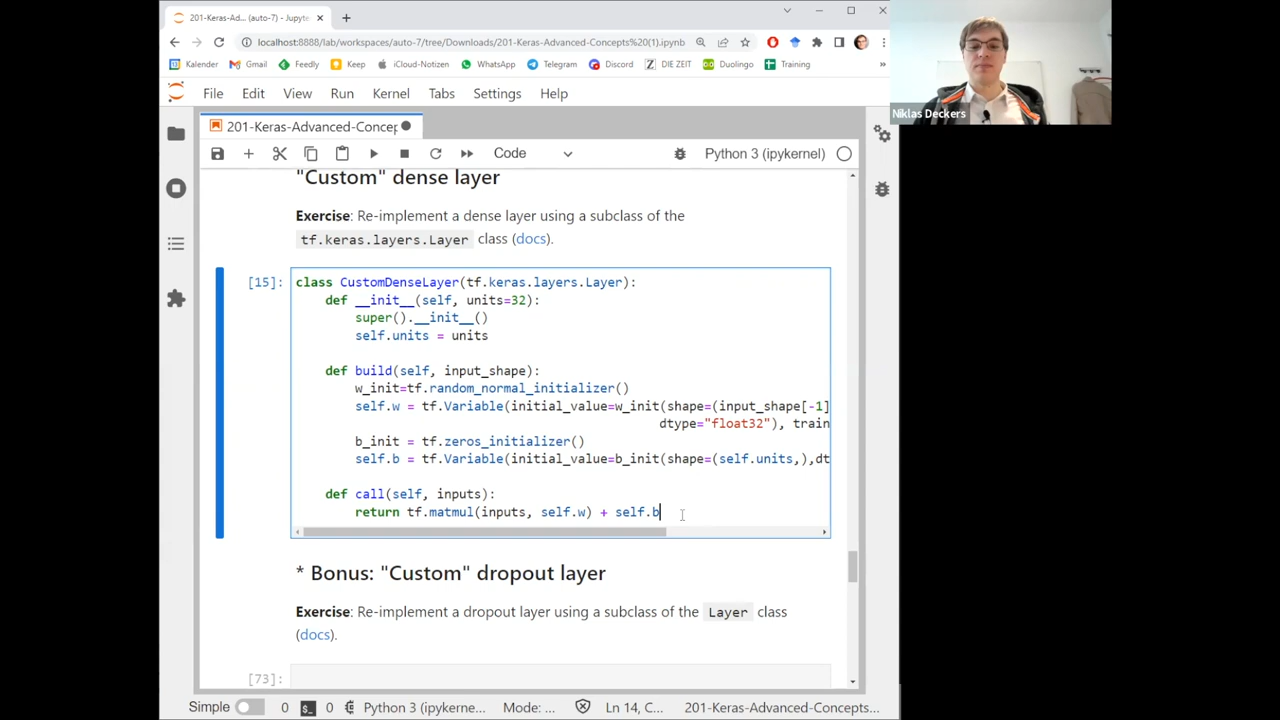 201-Keras-Ad... (auto-7) - Jupyte
localhost:8888/lab/workspaces/auto-7/tree/Downloads/201-Keras-Advanced-Concepts%20(1).ipynb
Kalender Gmail Feedly Keep iCloud-Notizen WhatsApp Telegram Discord DIE ZEIT Duolingo Training »
Niklas Deckers
File Edit View Run Kernel Tabs Settings Help
201-Keras-Advanced-Concep
Code Python 3 (ipykernel)
"Custom" dense layer
Exercise: Re-implement a dense layer using a subclass of the
tf.keras.layers.Layer class (docs).
[15]: class CustomDenseLayer(tf.keras.layers.Layer):
def __init__(self, units=32):
super().__init__()
self.units = units
def build(self, input_shape):
w_init=tf.random_normal_initializer()
self.w = tf.Variable(initial_value=w_init(shape=(input_shape[-1]
dtype="float32"), train
b_init = tf.zeros_initializer()
self.b = tf.Variable(initial_value=b_init(shape=(self.units,),dt
def call(self, inputs):
return tf.matmul(inputs, self.w) + self.b
* Bonus: "Custom" dropout layer
Exercise: Re-implement a dropout layer using a subclass of the Layer class
(docs).
[73]:
Simple 0 0 Python 3 (ipykerne... Mode: ... Ln 14, C... 201-Keras-Advanced-Concepts...